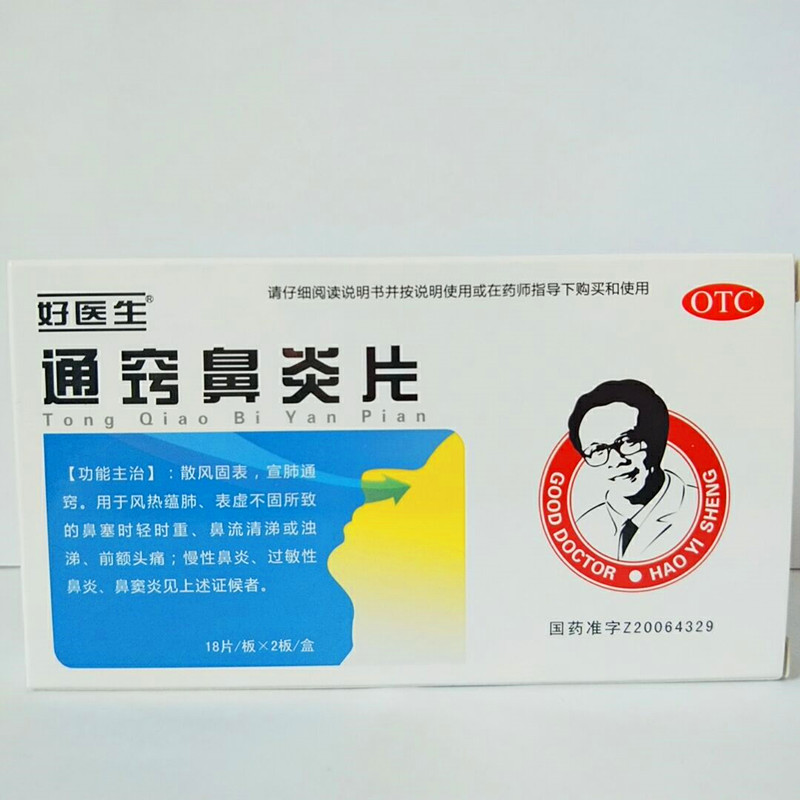 请仔细阅读说明书并按说明使用或在药师指导下购买和使用
OTC
好医生®
通窍鼻炎片
Tong Qiao Bi Yan Pian
【功能主治】:散风固表,宣肺通
窍。用于风热蕴肺、表虚不固所致
的鼻塞时轻时重、鼻流清涕或浊
涕、前额头痛;慢性鼻炎、过敏性
鼻炎、鼻窦炎见上述证候者。
18片/板×2板/盒
GOOD DOCTOR • HAO YI SHENG
国药准字Z20064329